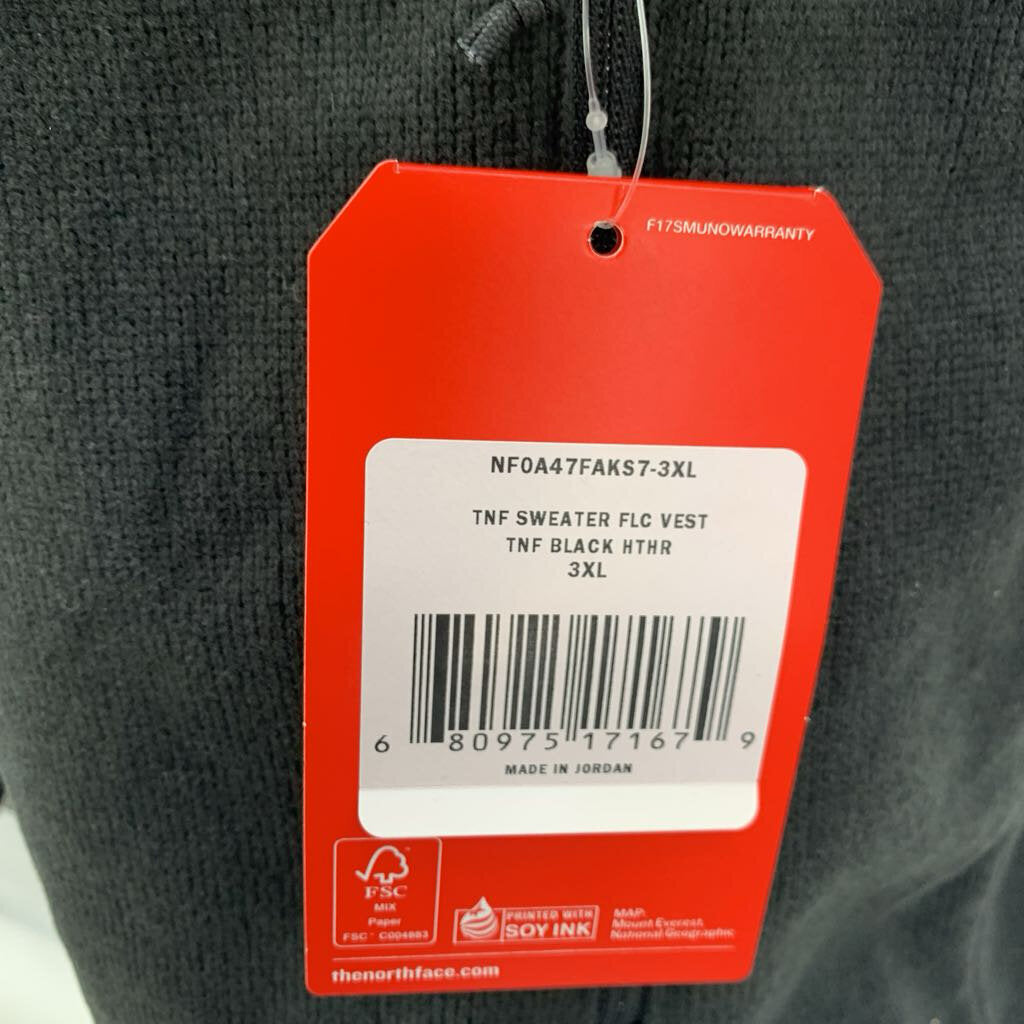 F17SMUNOWARRANTY
NF0A47FAKS7-3XL
TNF SWEATER FLC VEST
TNF BLACK HTHR
3XL
6 80975 17167 9
MADE IN JORDAN
FSC
MIX
Paper
FSC® C004883
PRINTED WITH
SOY INK
MAP:
Mount Everest,
National Geographic
thenorthface.com